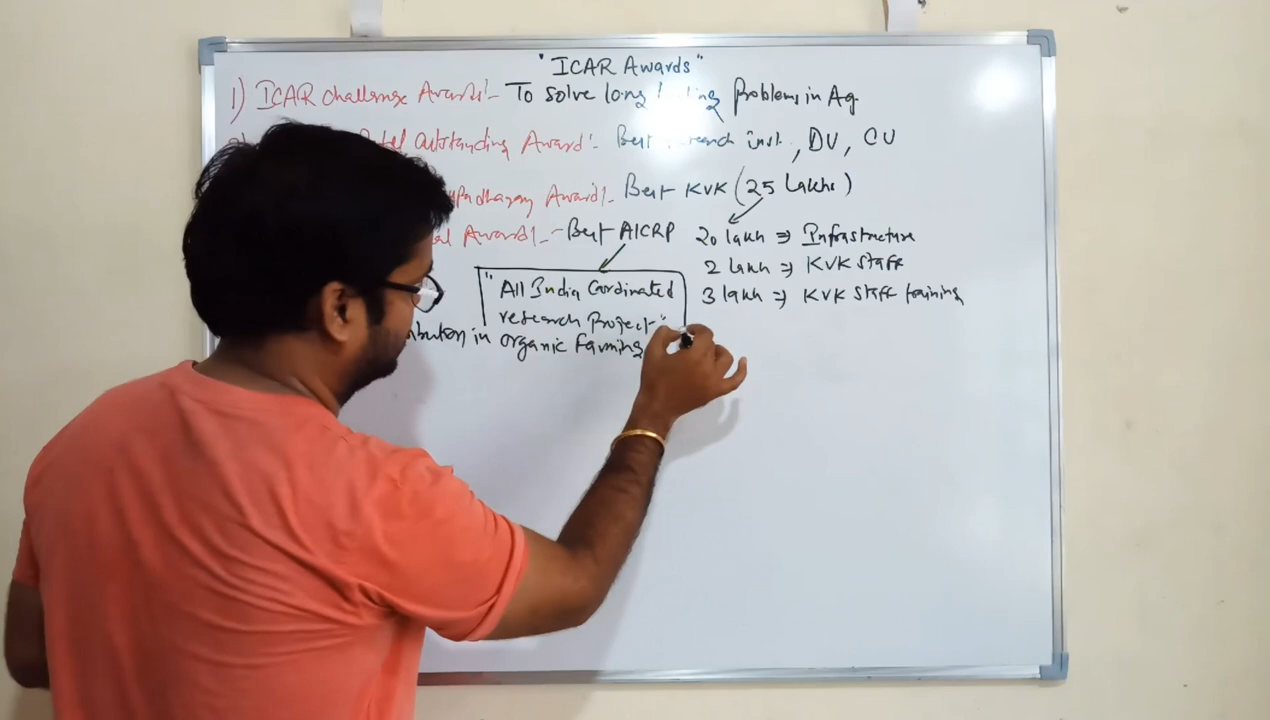 "ICAR Awards"
1) ICAR challenge Award:- To solve long Problems in Ag.
outstanding Award:- Best inst., DU, CU
Award:- Best KVK (25 Lakhs)
Award:- Best AICRP
20 lakh ⇒ Infrastructure
2 lakh ⇒ KVK Staff
3 lakh ⇒ KVK Staff training
"All India Coordinated
research Project"
in organic Farming